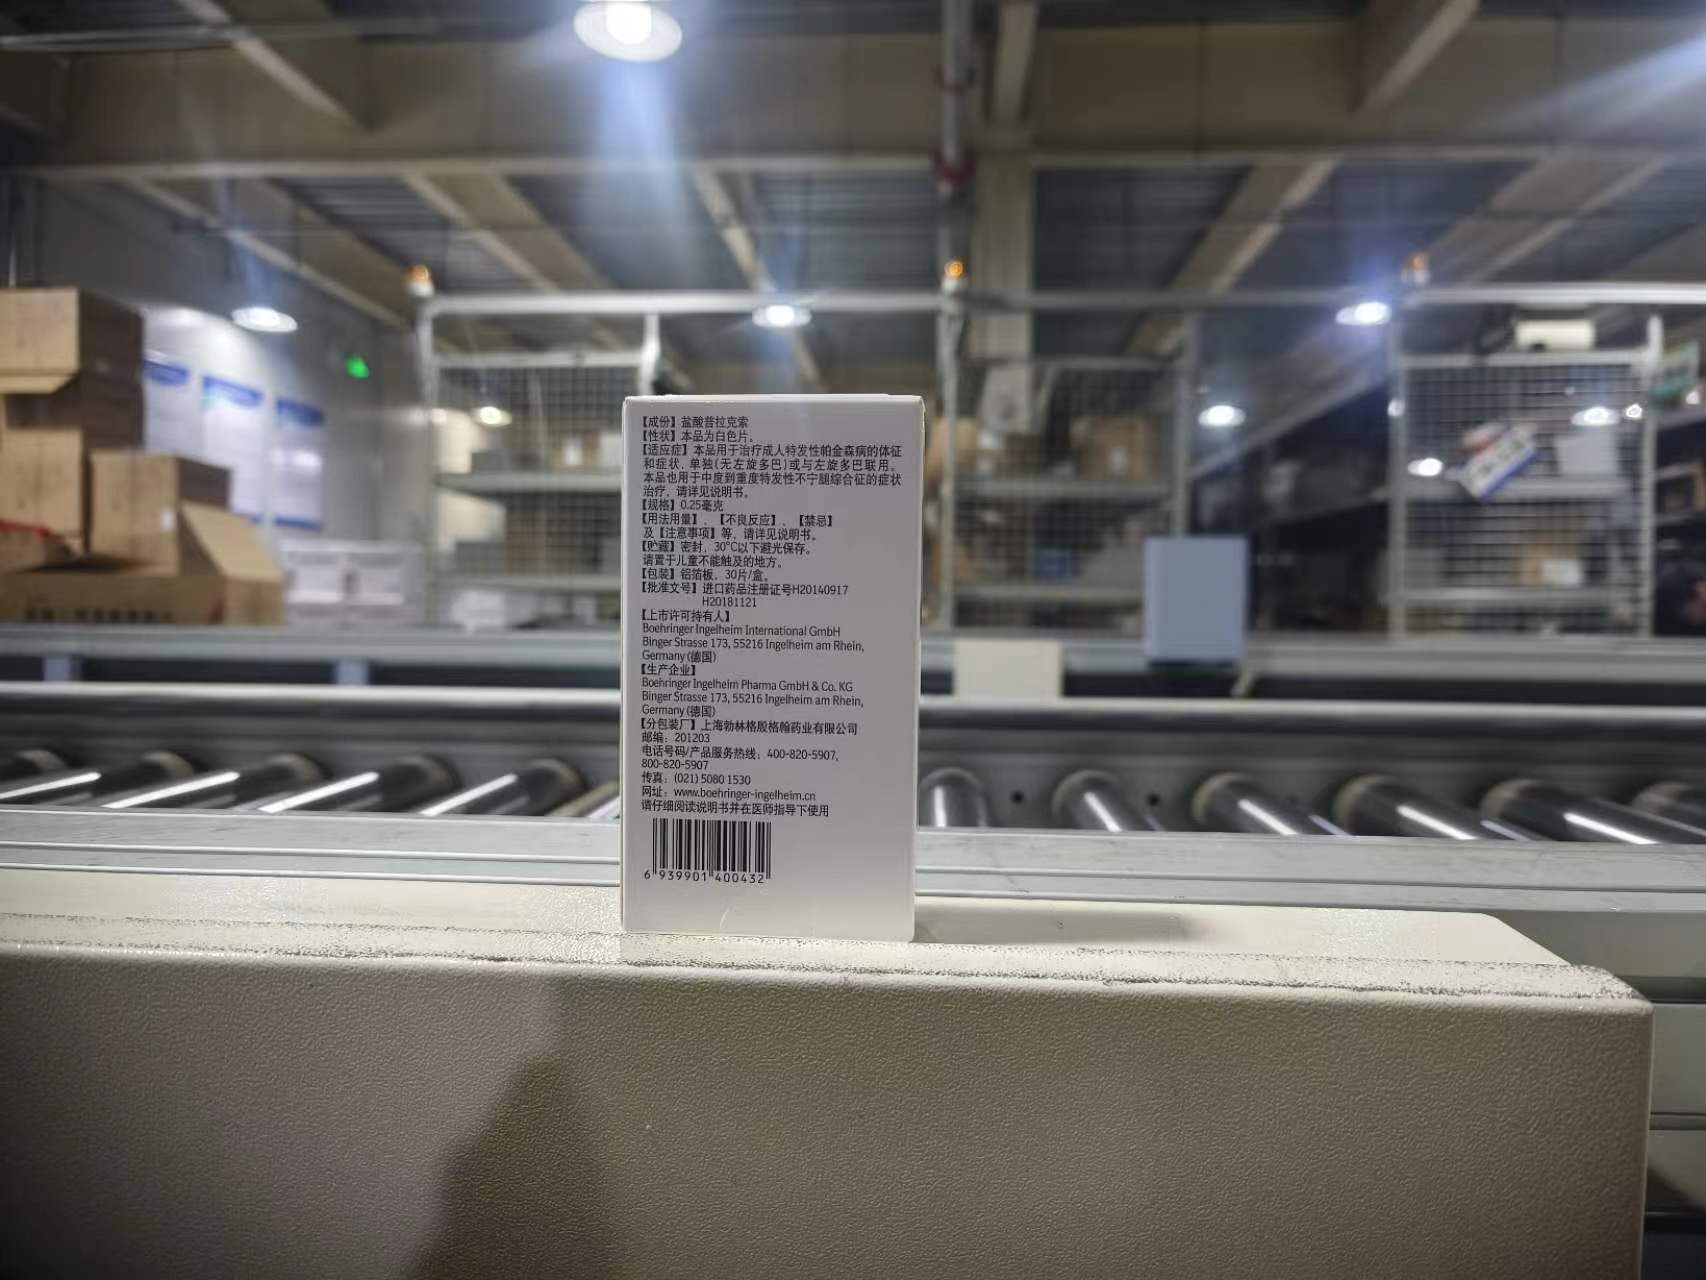 【成份】盐酸普拉克索
【性状】本品为白色片。
【适应症】本品用于治疗成人特发性帕金森病的体征
和症状，单独(无左旋多巴)或与左旋多巴联用。
本品也用于中度到重度特发性不宁腿综合征的症状
治疗，请详见说明书。
【规格】0.25毫克
【用法用量】、【不良反应】、【禁忌】
及【注意事项】等，请详见说明书。
【贮藏】密封，30°C以下避光保存。
请置于儿童不能触及的地方。
【包装】铝箔板，30片/盒。
【批准文号】进口药品注册证号H20140917
H20181121
【上市许可持有人】
Boehringer Ingelheim International GmbH
Binger Strasse 173, 55216 Ingelheim am Rhein,
Germany (德国)
【生产企业】
Boehringer Ingelheim Pharma GmbH & Co. KG
Binger Strasse 173, 55216 Ingelheim am Rhein,
Germany (德国)
【分包装厂】上海勃林格殷格翰药业有限公司
邮编：201203
电话号码/产品服务热线：400-820-5907,
800-820-5907
传真：(021) 5080 1530
网址：www.boehringer-ingelheim.cn
请仔细阅读说明书并在医师指导下使用
6 939901 400432